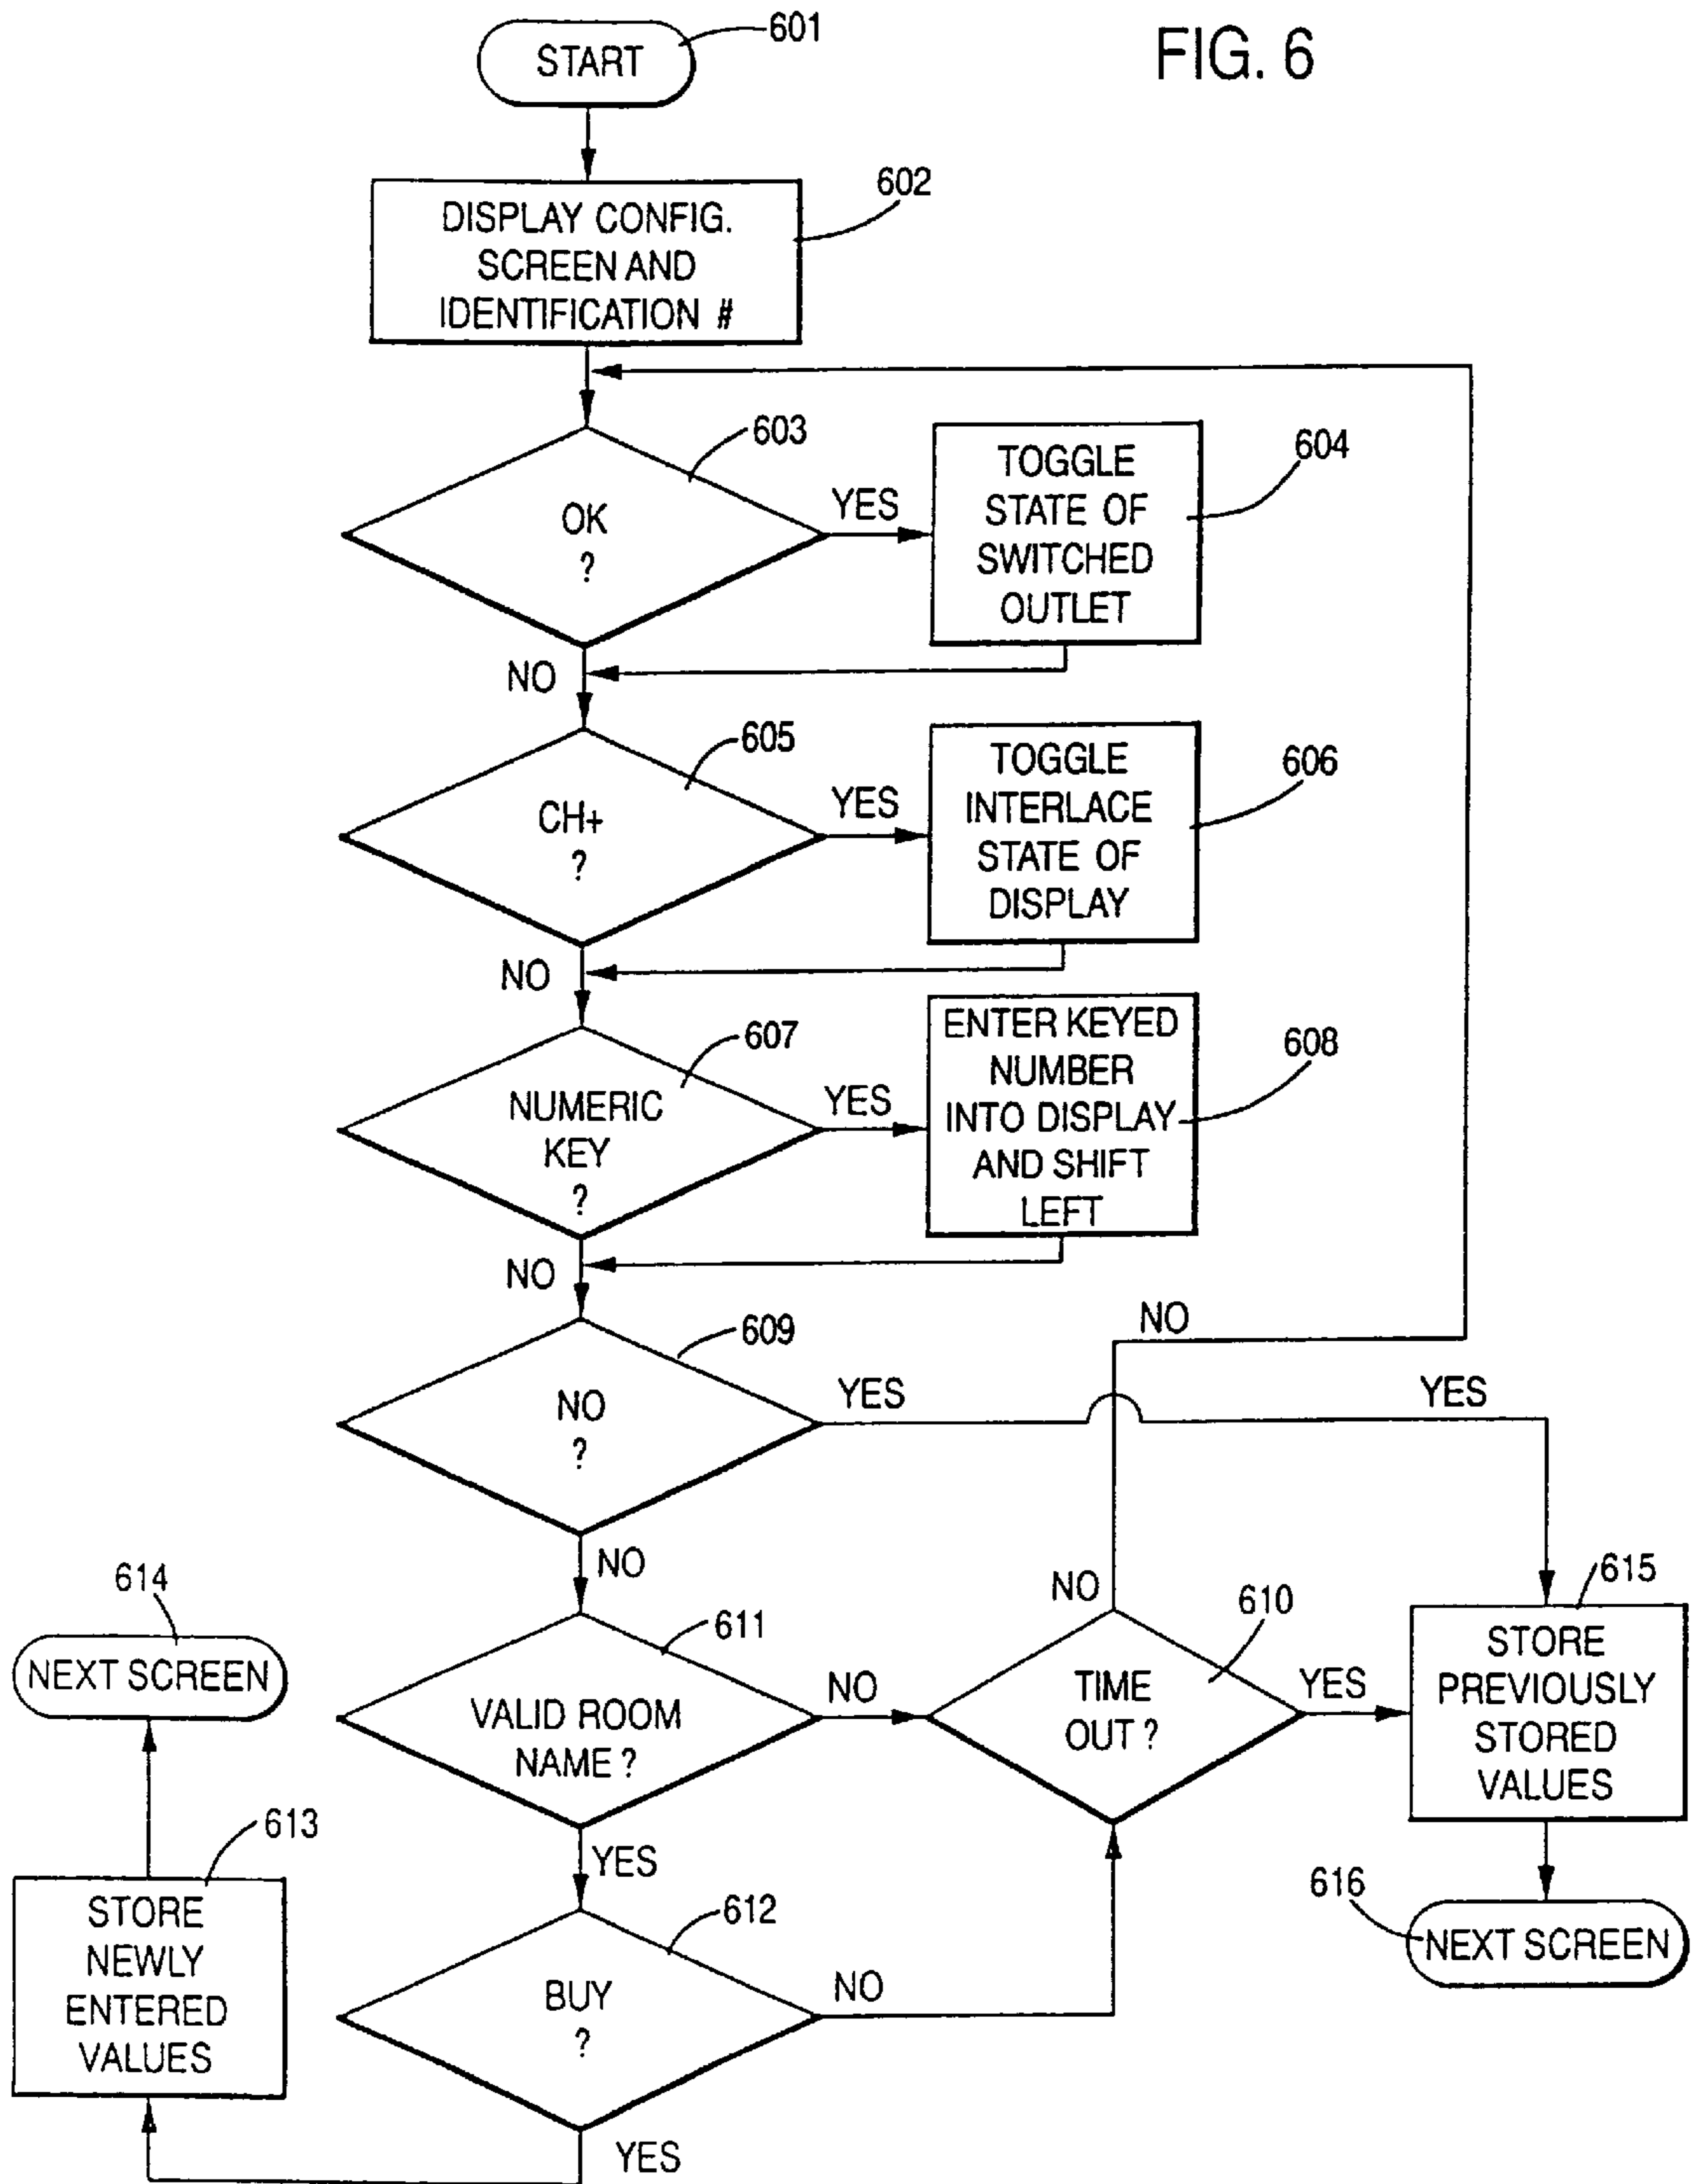 FIG. 6
601
START
602
DISPLAY CONFIG.
SCREEN AND
IDENTIFICATION #
603
OK
?
YES
604
TOGGLE
STATE OF
SWITCHED
OUTLET
NO
605
CH+
?
YES
606
TOGGLE
INTERLACE
STATE OF
DISPLAY
NO
607
NUMERIC
KEY
?
YES
608
ENTER KEYED
NUMBER
INTO DISPLAY
AND SHIFT
LEFT
NO
609
NO
?
YES
NO
YES
NO
611
VALID ROOM
NAME ?
NO
610
TIME
OUT ?
NO
YES
615
STORE
PREVIOUSLY
STORED
VALUES
616
NEXT SCREEN
YES
612
BUY
?
NO
YES
613
STORE
NEWLY
ENTERED
VALUES
614
NEXT SCREEN